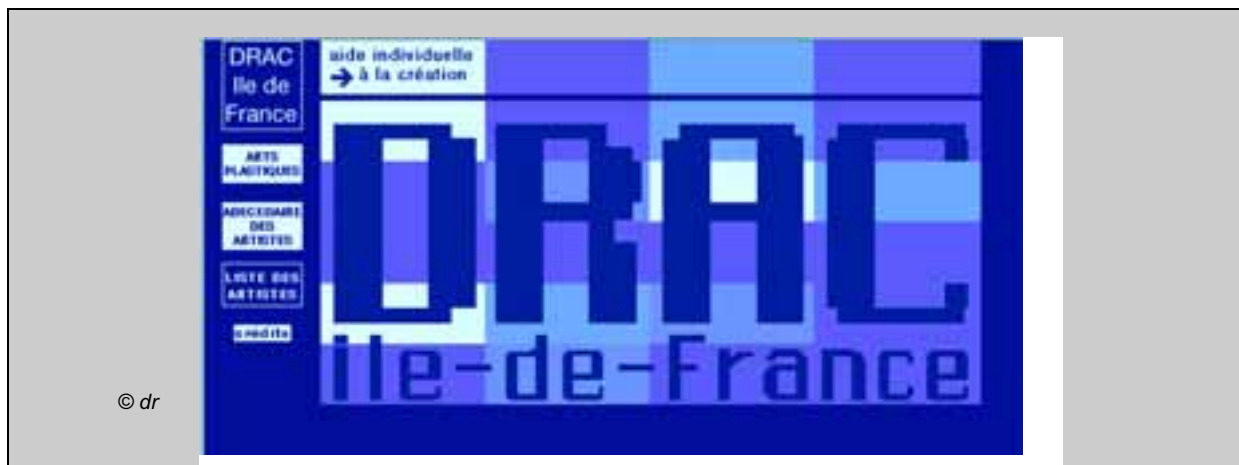 DRAC
Ile de
France
aide individuelle
→ à la création
ARTS
PLASTIQUES
ABECEDAIRE
DES
ARTISTES
LISTE DES
ARTISTES
crédits
DRAC
ile-de-France
© dr